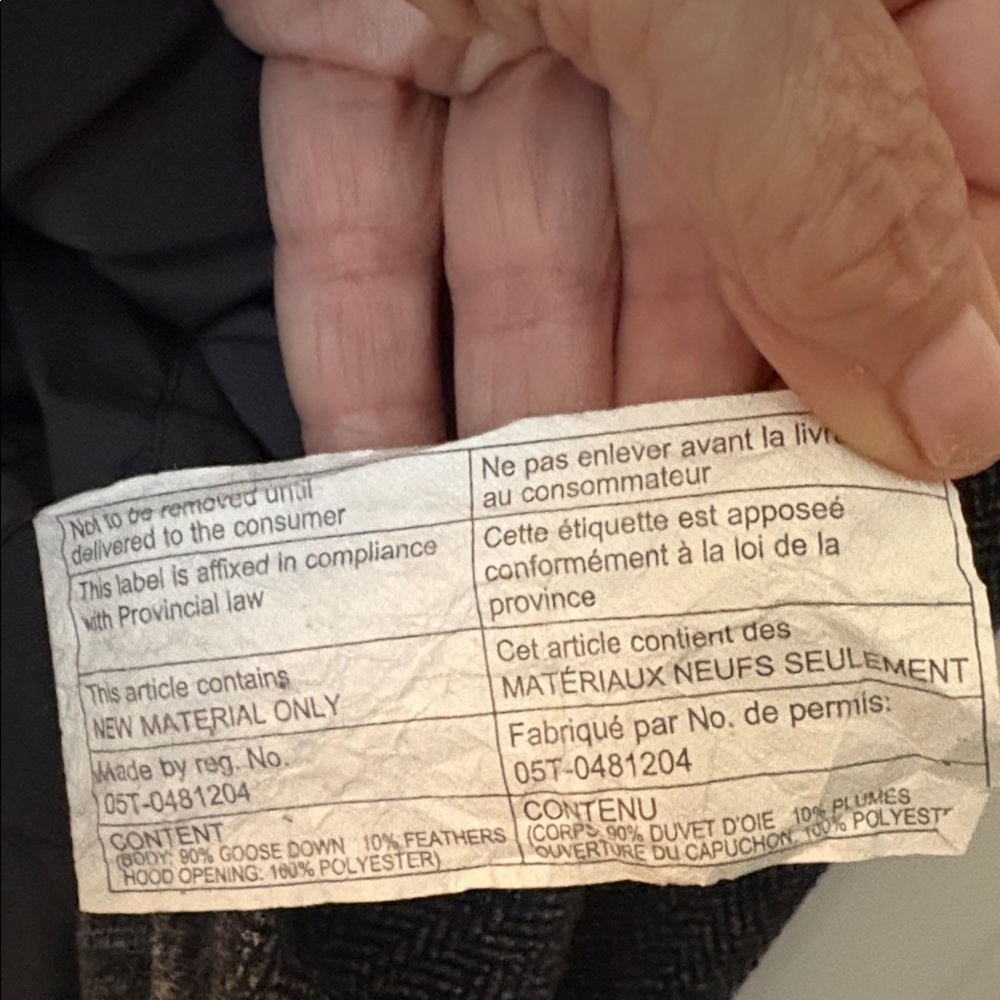 Not to be removed until
delivered to the consumer
This label is affixed in compliance
with Provincial law
This article contains
NEW MATERIAL ONLY
Made by reg. No.
05T-0481204
CONTENT
(BODY: 90% GOOSE DOWN 10% FEATHERS
HOOD OPENING: 100% POLYESTER)
Ne pas enlever avant la
au consommateur
Cette étiquette est apposeé
conformément à la loi de la
province
Cet article contient des
MATÉRIAUX NEUFS SEULEMENT
Fabriqué par No. de permis:
05T-0481204
CONTENU
(CORPS 90% DUVET D'OIE 10% PLUMES
OUVERTURE DU CAPUCHON 100%